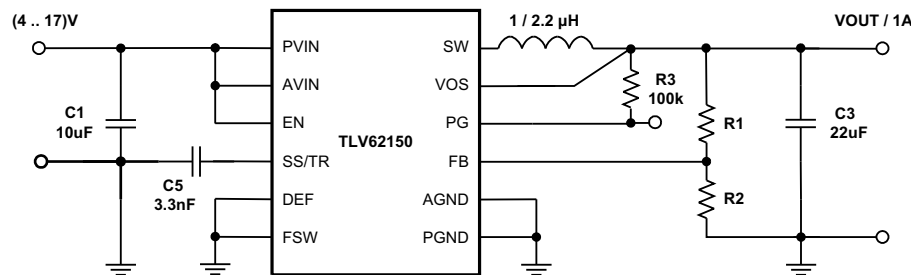 (4 .. 17)V
1 / 2.2 µH
VOUT / 1A
PVIN
SW
AVIN
VOS
R3
100k
C1
10uF
EN
PG
R1
C3
22uF
TLV62150
SS/TR
FB
C5
3.3nF
DEF
AGND
R2
FSW
PGND